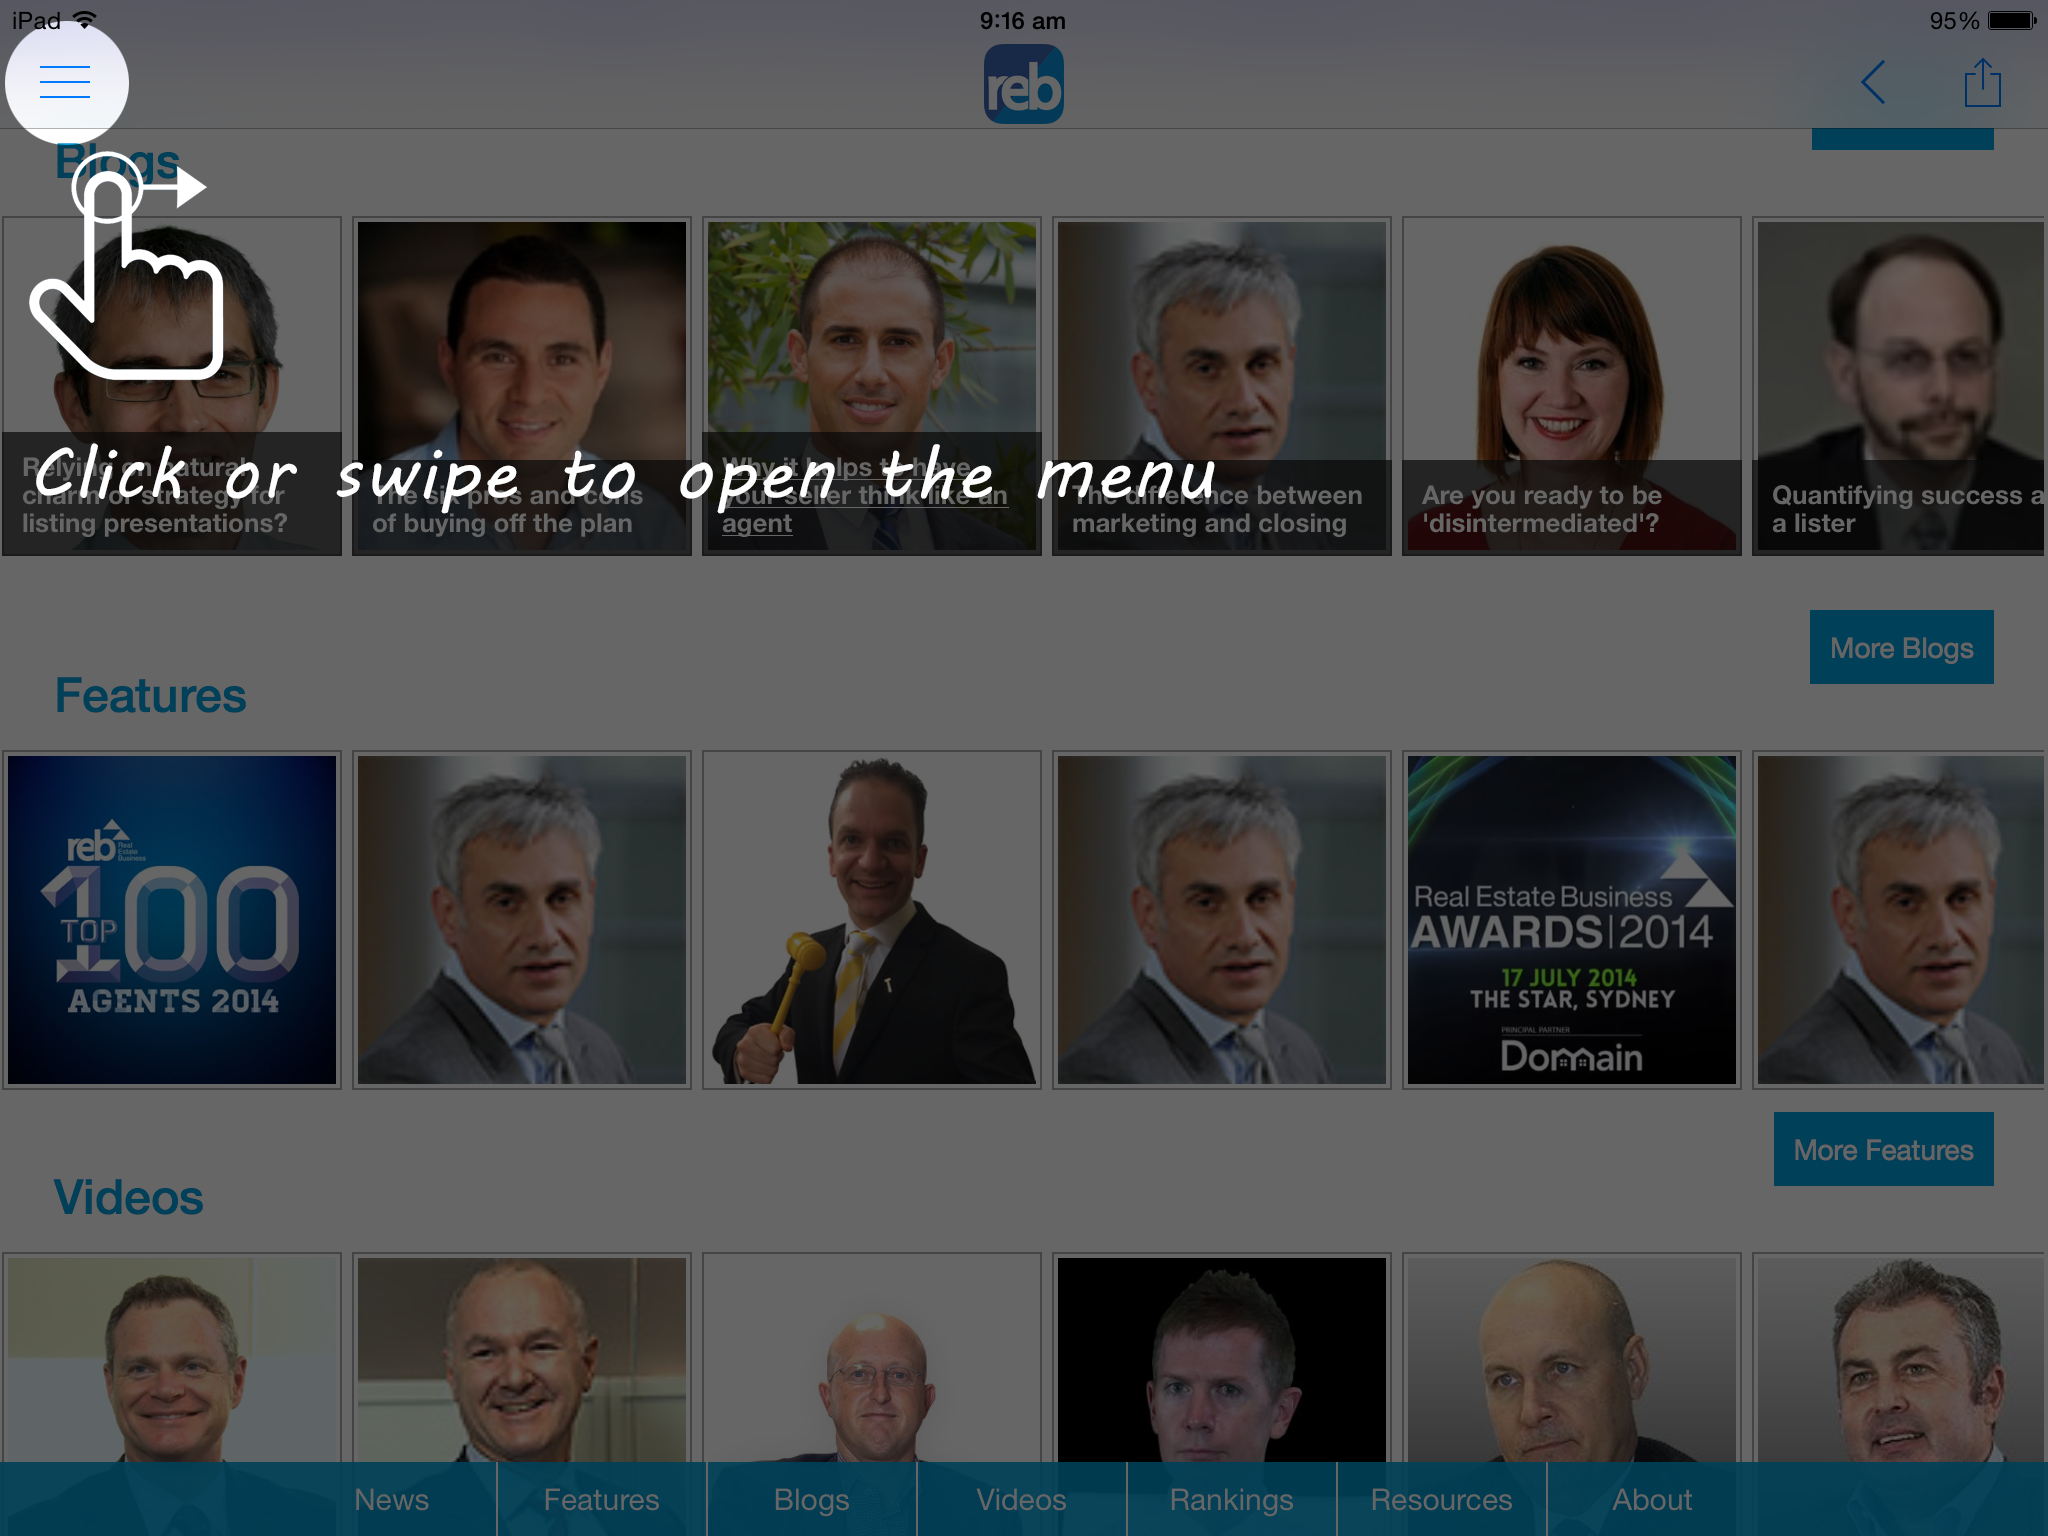 iPad
9:16 am
95%
reb
Blogs
Relying on natural
charm or strategy for
listing presentations?
The six pros and cons
of buying off the plan
Why it helps to have
your seller think like an
agent
The difference between
marketing and closing
Are you ready to be
'disintermediated'?
Quantifying success a
a lister
Click or swipe to open the menu
More Blogs
Features
reb
Real
Estate
Business
TOP
100
AGENTS 2014
Real Estate Business
AWARDS|2014
17 JULY 2014
THE STAR, SYDNEY
PRINCIPAL PARTNER
Domain
More Features
Videos
News
Features
Blogs
Videos
Rankings
Resources
About